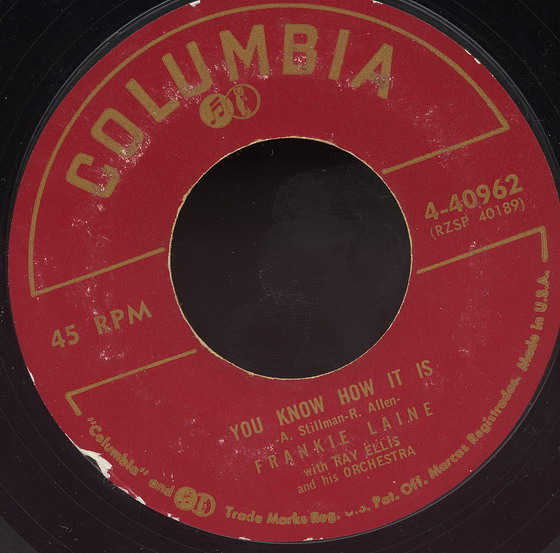 COLUMBIA
4-40962
(RZSP 40189)
45 RPM
YOU KNOW HOW IT IS
-A. Stillman-R. Allen-
FRANKIE LAINE
with RAY ELLIS
and his ORCHESTRA
"Columbia" and Trade Marks Reg. U.S. Pat. Off. Marcas Registradas. Made in U.S.A.